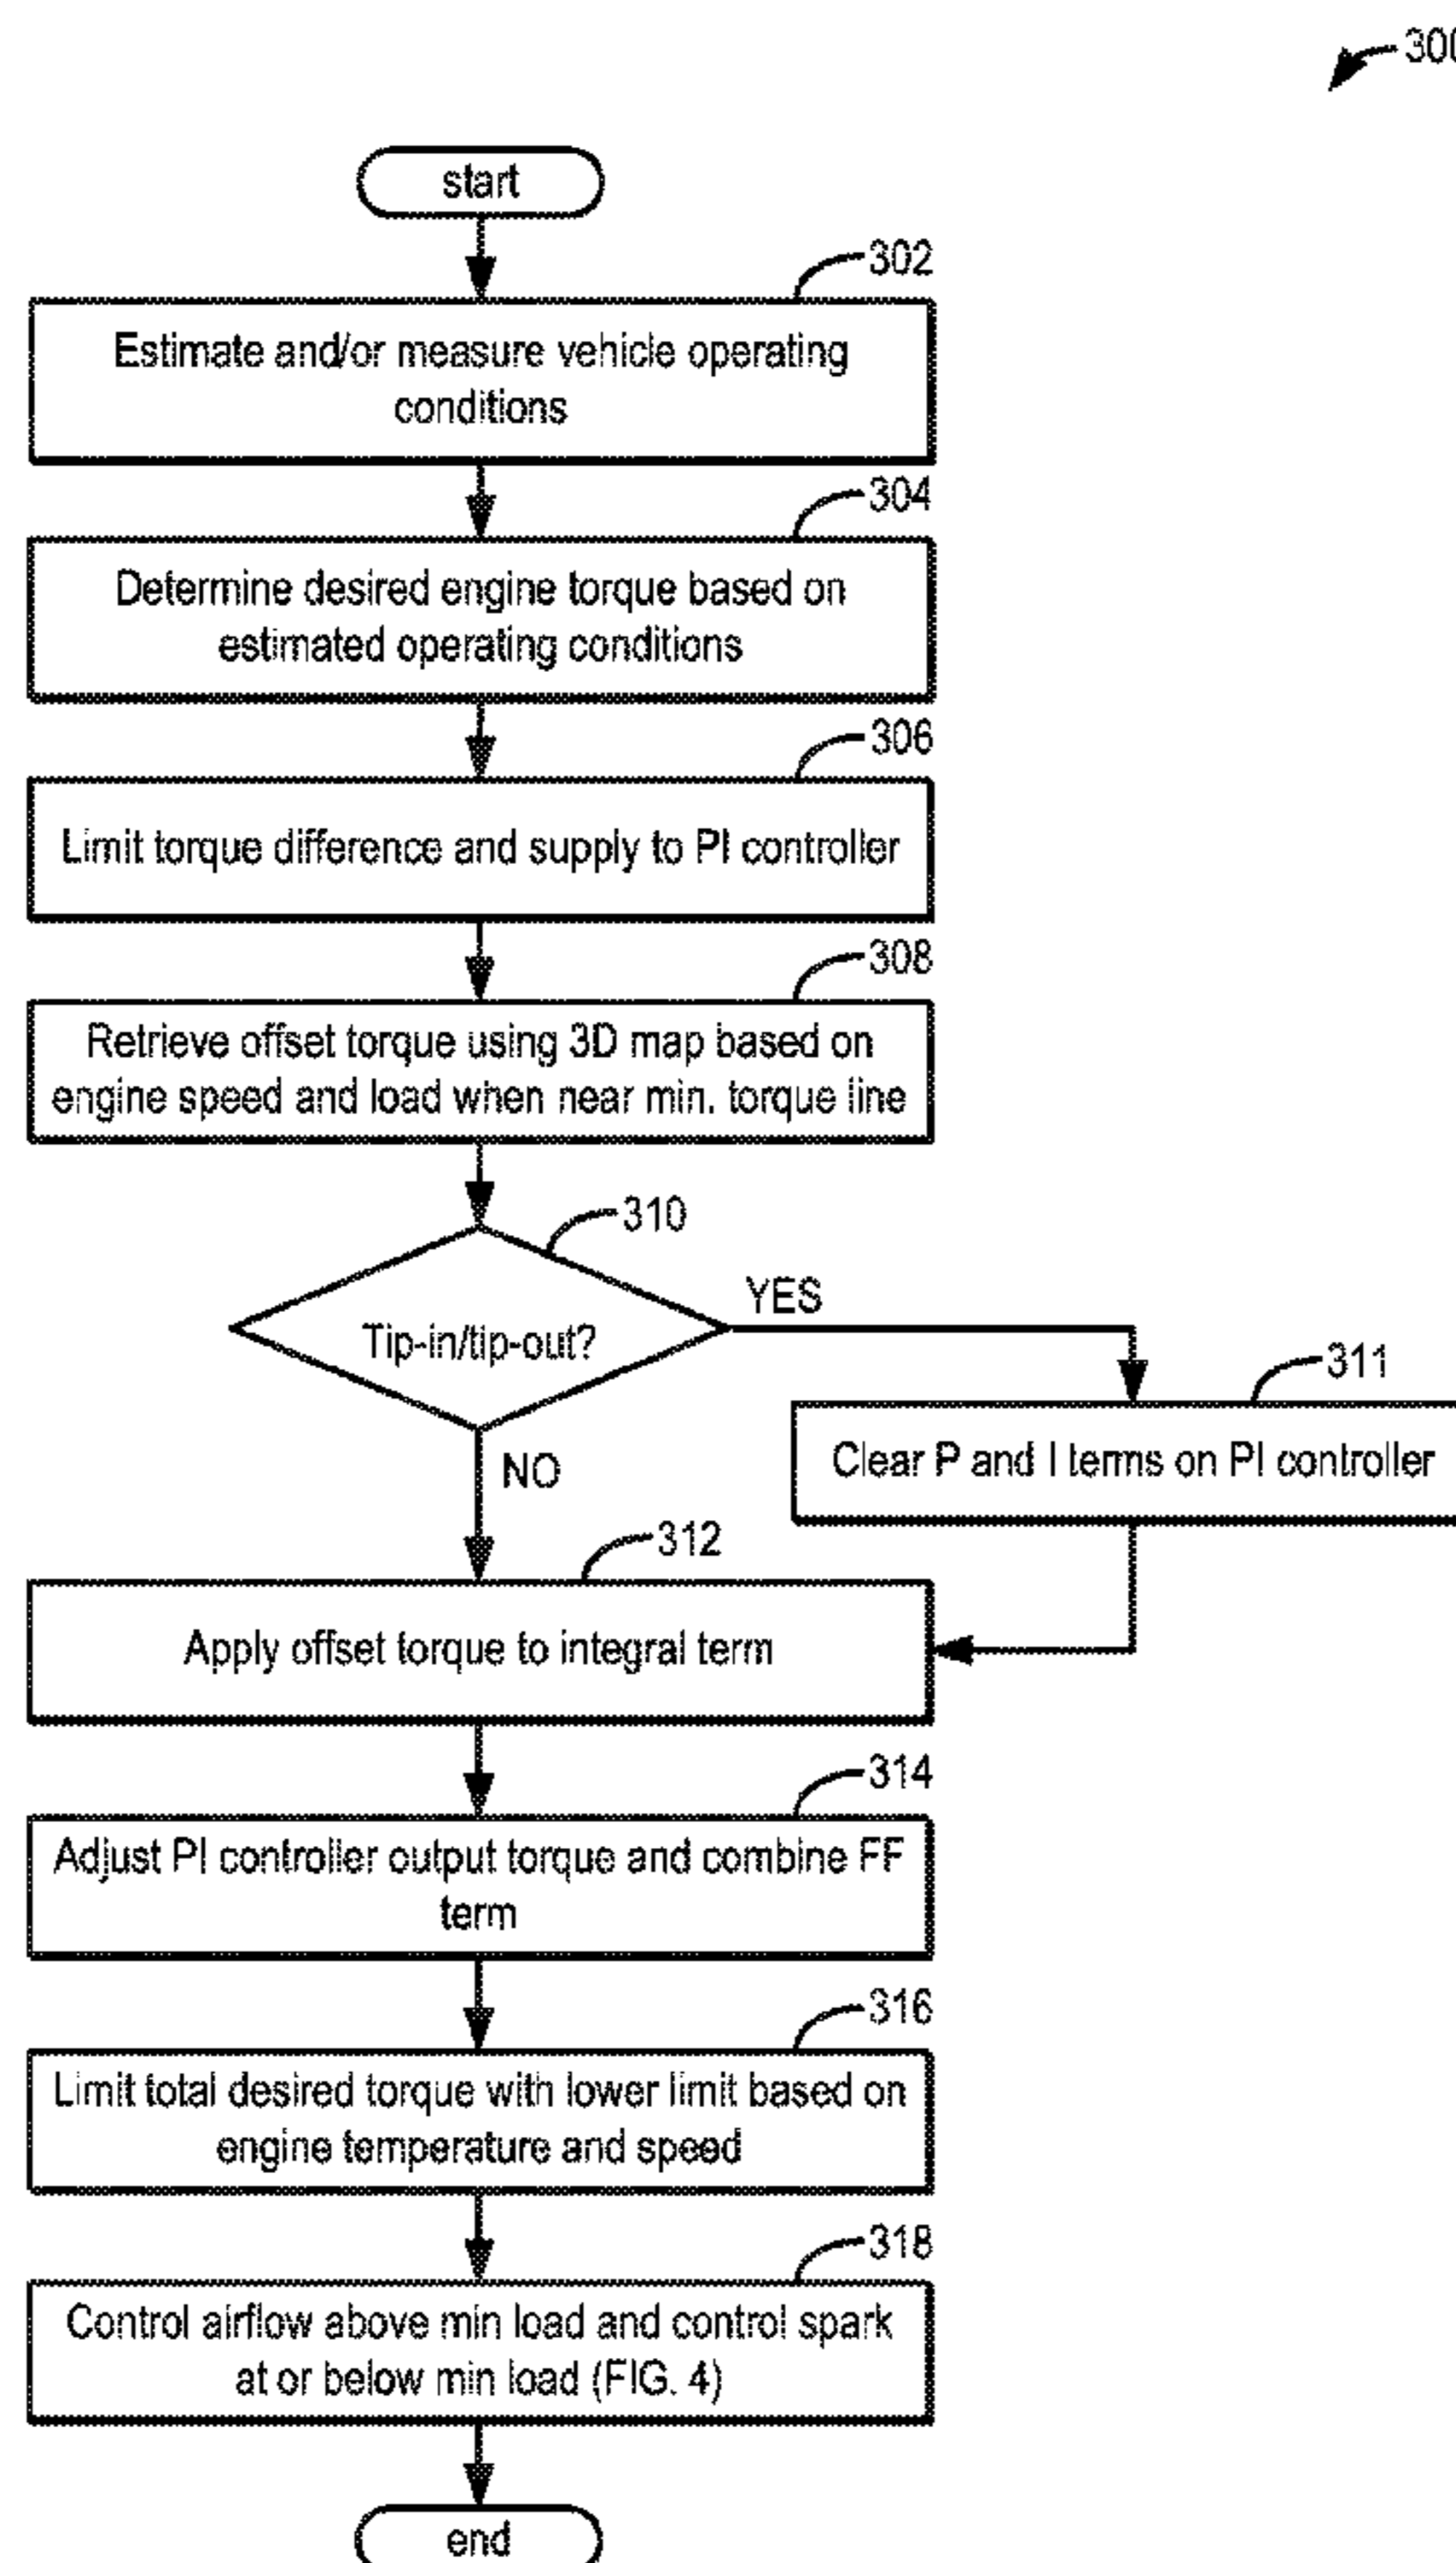 300
start
302
Estimate and/or measure vehicle operating
conditions
304
Determine desired engine torque based on
estimated operating conditions
306
Limit torque difference and supply to PI controller
308
Retrieve offset torque using 3D map based on
engine speed and load when near min. torque line
310
Tip-in/tip-out?
YES
311
Clear P and I terms on PI controller
NO
312
Apply offset torque to integral term
314
Adjust PI controller output torque and combine FF
term
316
Limit total desired torque with lower limit based on
engine temperature and speed
318
Control airflow above min load and control spark
at or below min load (FIG. 4)
end